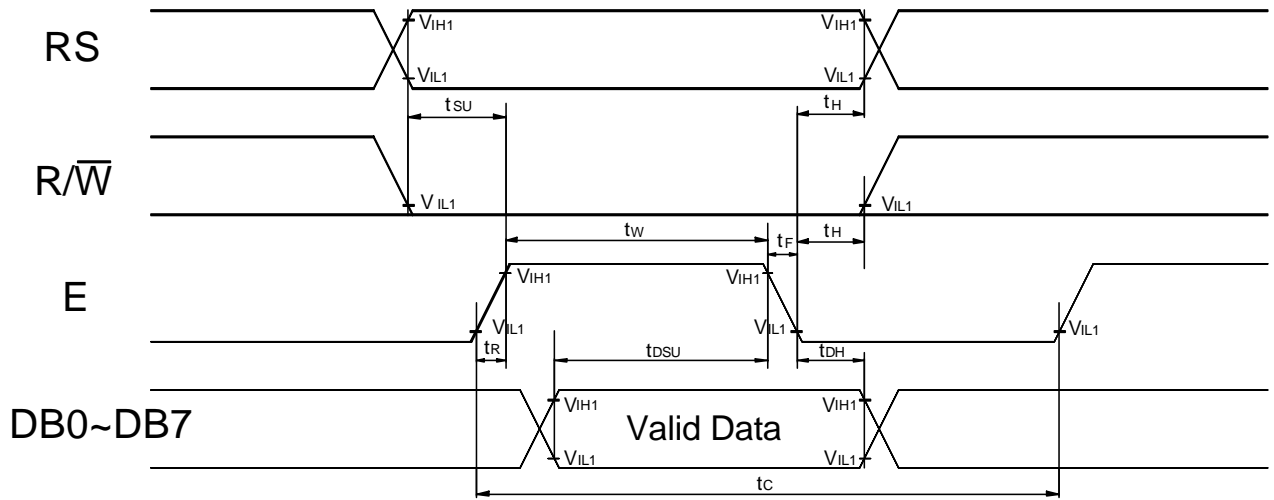 RS
VIH1
VIH1
VIL1
VIL1
tSU
tH
R/W̅
VIL1
VIL1
tW
tF
tH
E
VIH1
VIH1
VIL1
VIL1
VIL1
tR
tDSU
tDH
DB0~DB7
VIH1
Valid Data
VIH1
VIL1
VIL1
tC